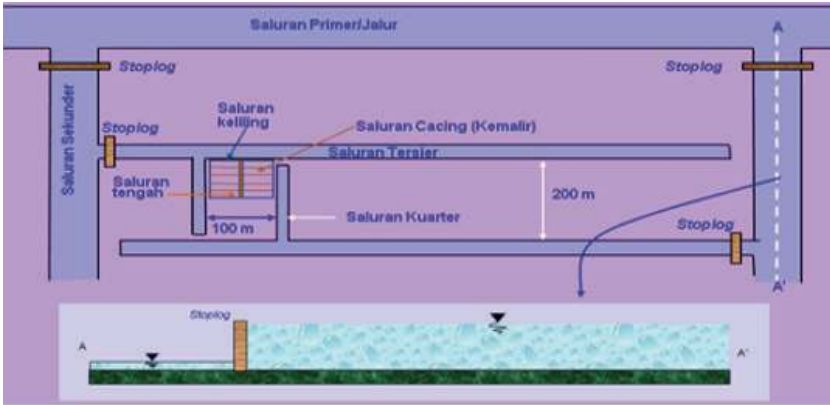 Saluran Primer/Jalur
A
Stoplog
Stoplog
Saluran Sekunder
Saluran keliling
Stoplog
Saluran Cacing (Kemalir)
Saluran Tersier
Saluran tengah
200 m
100 m
Saluran Kuarter
Stoplog
A'
Stoplog
A
A'